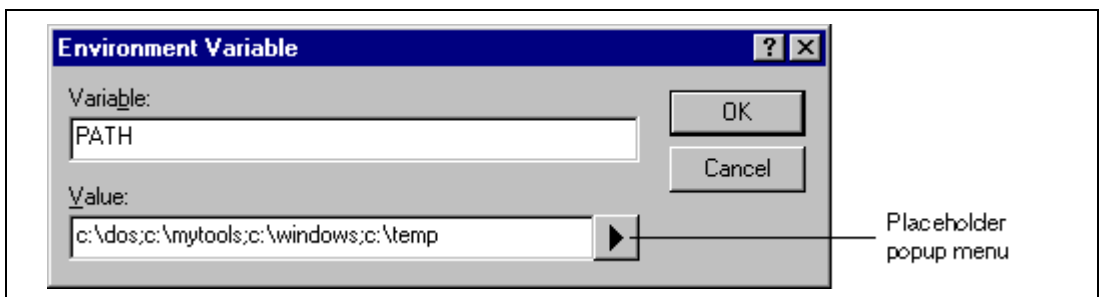 Environment Variable
Variable:
PATH
OK
Cancel
Value:
c:\dos;c:\mytools;c:\windows;c:\temp
Placeholder
popup menu